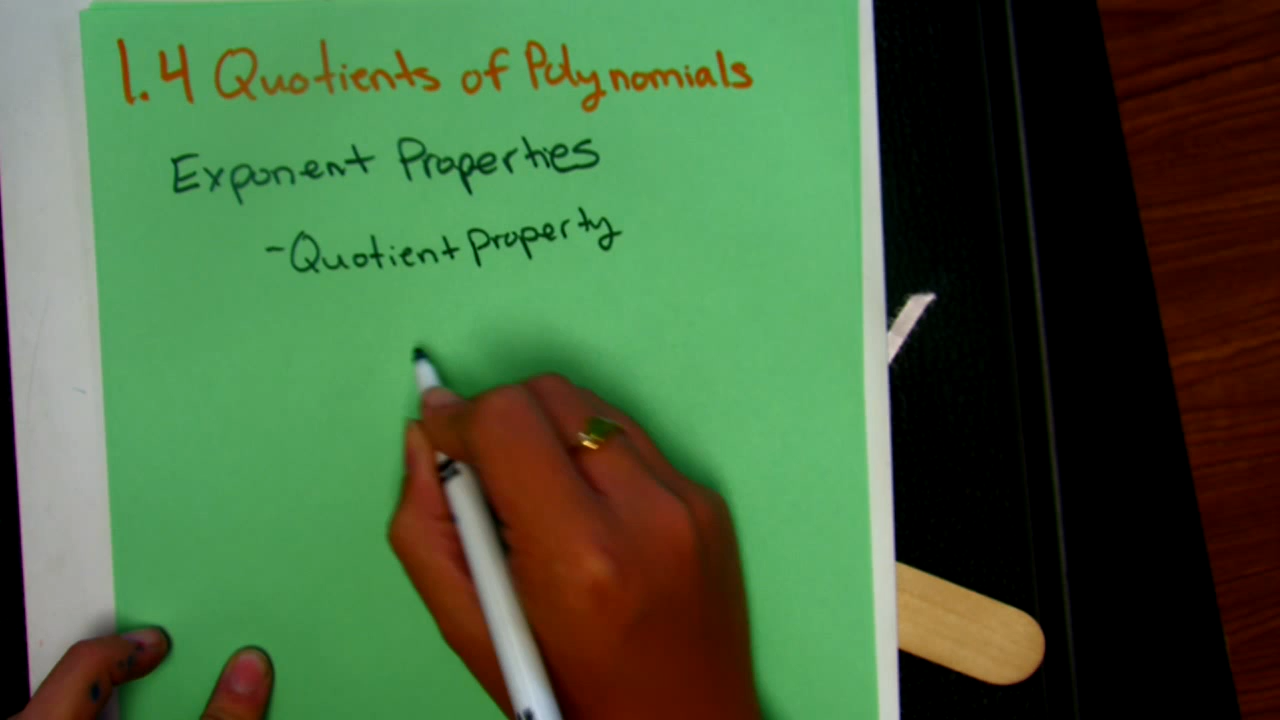 1.4 Quotients of Polynomials
Exponent Properties
- Quotient Property